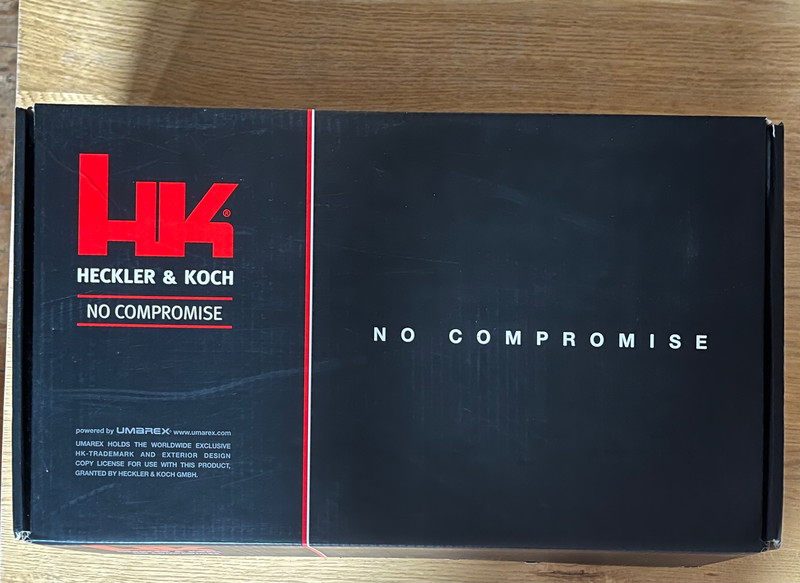 HK®
HECKLER & KOCH
NO COMPROMISE
NO COMPROMISE
powered by UMAREX® www.umarex.com
UMAREX HOLDS THE WORLDWIDE EXCLUSIVE
HK-TRADEMARK AND EXTERIOR DESIGN
COPY LICENSE FOR USE WITH THIS PRODUCT,
GRANTED BY HECKLER & KOCH GMBH.